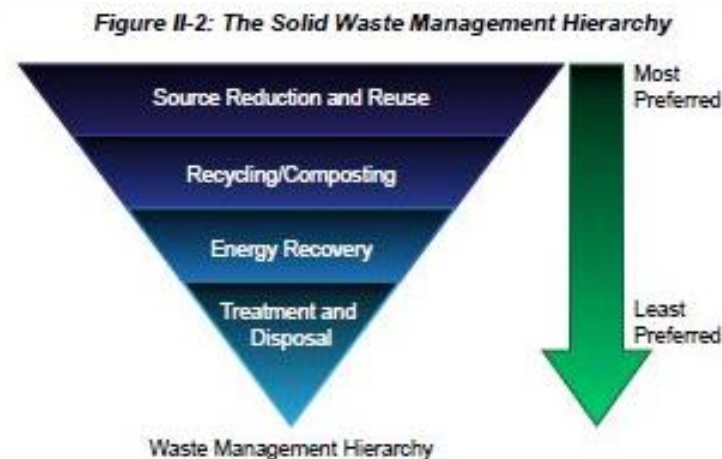 Figure II-2: The Solid Waste Management Hierarchy
Source Reduction and Reuse
Recycling/Composting
Energy Recovery
Treatment and
Disposal
Most
Preferred
Least
Preferred
Waste Management Hierarchy